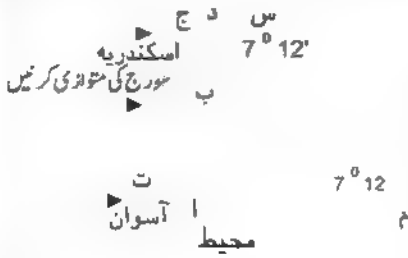 س د ج
7° 12' اسکندریہ
سورج کی متوازی کرنیں
ب
ت 7° 12
م ا آسوان
محیط